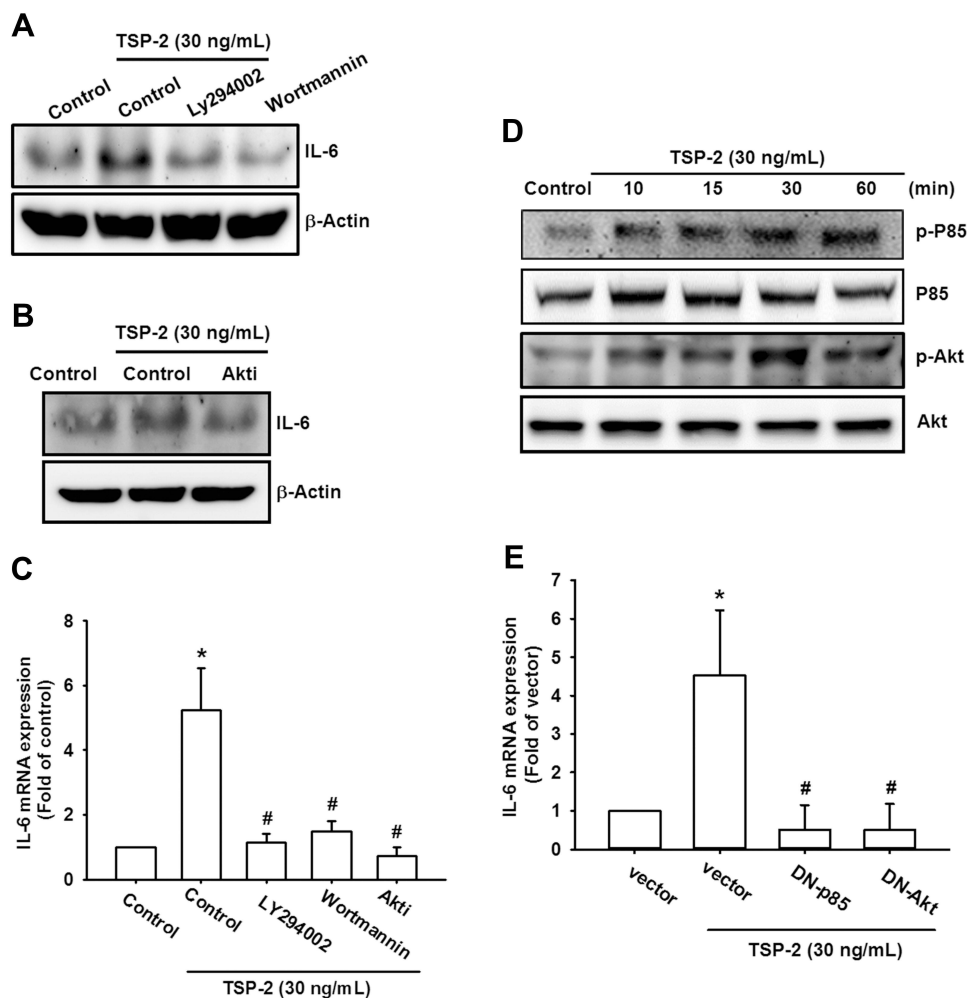 A
TSP-2 (30 ng/mL)
Control
Control
Ly294002
Wortmannin
IL-6
β-Actin
B
TSP-2 (30 ng/mL)
Control Control Akti
IL-6
β-Actin
C
IL-6 mRNA expression
(Fold of control)
8
6
4
2
0
*
#
#
#
Control
Control
LY294002
Wortmannin
Akti
TSP-2 (30 ng/mL)
D
TSP-2 (30 ng/mL)
Control 10 15 30 60 (min)
p-P85
P85
p-Akt
Akt
E
IL-6 mRNA expression
(Fold of vector)
7
6
5
4
3
2
1
0
*
#
#
vector
vector
DN-p85
DN-Akt
TSP-2 (30 ng/mL)